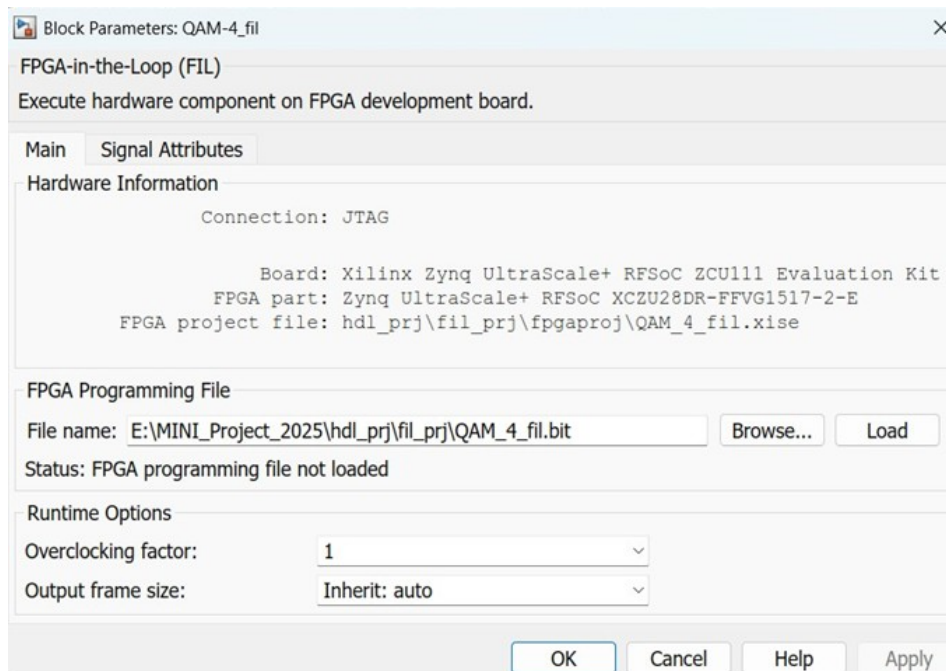 Block Parameters: QAM-4_fil
FPGA-in-the-Loop (FIL)
Execute hardware component on FPGA development board.
Main Signal Attributes
Hardware Information
Connection: JTAG
Board: Xilinx Zynq UltraScale+ RFSoC ZCU111 Evaluation Kit
FPGA part: Zynq UltraScale+ RFSoC XCZU28DR-FFVG1517-2-E
FPGA project file: hdl_prj\fil_prj\fpgaproj\QAM_4_fil.xise
FPGA Programming File
File name: E:\MINI_Project_2025\hdl_prj\fil_prj\QAM_4_fil.bit Browse... Load
Status: FPGA programming file not loaded
Runtime Options
Overclocking factor: 1
Output frame size: Inherit: auto
OK Cancel Help Apply